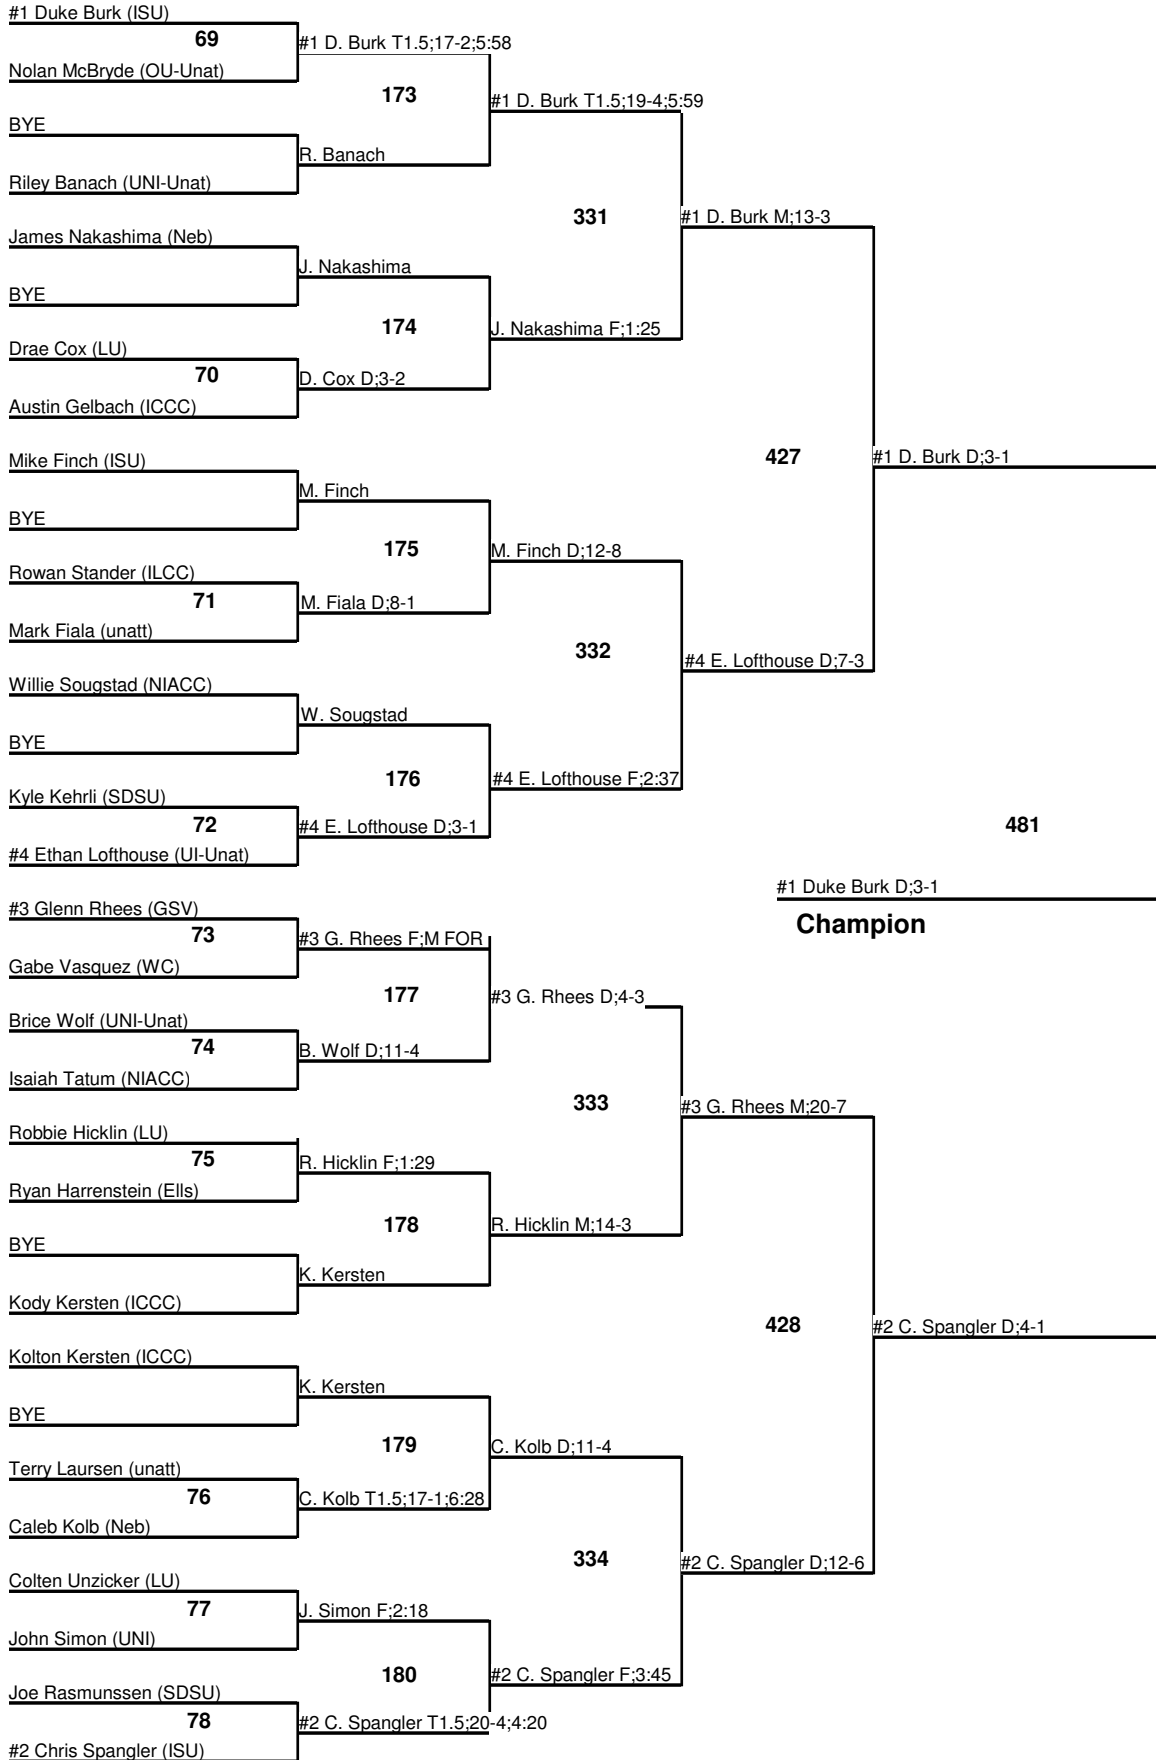 #1 Duke Burk (ISU)
69
#1 D. Burk T1.5;17-2;5:58
Nolan McBryde (OU-Unat)
173
#1 D. Burk T1.5;19-4;5:59
BYE
R. Banach
Riley Banach (UNI-Unat)
331
#1 D. Burk M;13-3
James Nakashima (Neb)
J. Nakashima
BYE
174
J. Nakashima F;1:25
Drae Cox (LU)
70
D. Cox D;3-2
Austin Gelbach (ICCC)
427
#1 D. Burk D;3-1
Mike Finch (ISU)
M. Finch
BYE
175
M. Finch D;12-8
Rowan Stander (ILCC)
71
M. Fiala D;8-1
Mark Fiala (unatt)
332
#4 E. Lofthouse D;7-3
Willie Sougstad (NIACC)
W. Sougstad
BYE
176
#4 E. Lofthouse F;2:37
Kyle Kehrli (SDSU)
72
#4 E. Lofthouse D;3-1
481
#4 Ethan Lofthouse (UI-Unat)
#1 Duke Burk D;3-1
Champion
#3 Glenn Rhees (GSV)
73
#3 G. Rhees F;M FOR
Gabe Vasquez (WC)
177
#3 G. Rhees D;4-3
Brice Wolf (UNI-Unat)
74
B. Wolf D;11-4
Isaiah Tatum (NIACC)
333
#3 G. Rhees M;20-7
Robbie Hicklin (LU)
75
R. Hicklin F;1:29
Ryan Harrenstein (Ells)
178
R. Hicklin M;14-3
BYE
K. Kersten
Kody Kersten (ICCC)
428
#2 C. Spangler D;4-1
Kolton Kersten (ICCC)
K. Kersten
BYE
179
C. Kolb D;11-4
Terry Laursen (unatt)
76
C. Kolb T1.5;17-1;6:28
Caleb Kolb (Neb)
334
#2 C. Spangler D;12-6
Colten Unzicker (LU)
77
J. Simon F;2:18
John Simon (UNI)
180
#2 C. Spangler F;3:45
Joe Rasmunssen (SDSU)
78
#2 C. Spangler T1.5;20-4;4:20
#2 Chris Spangler (ISU)